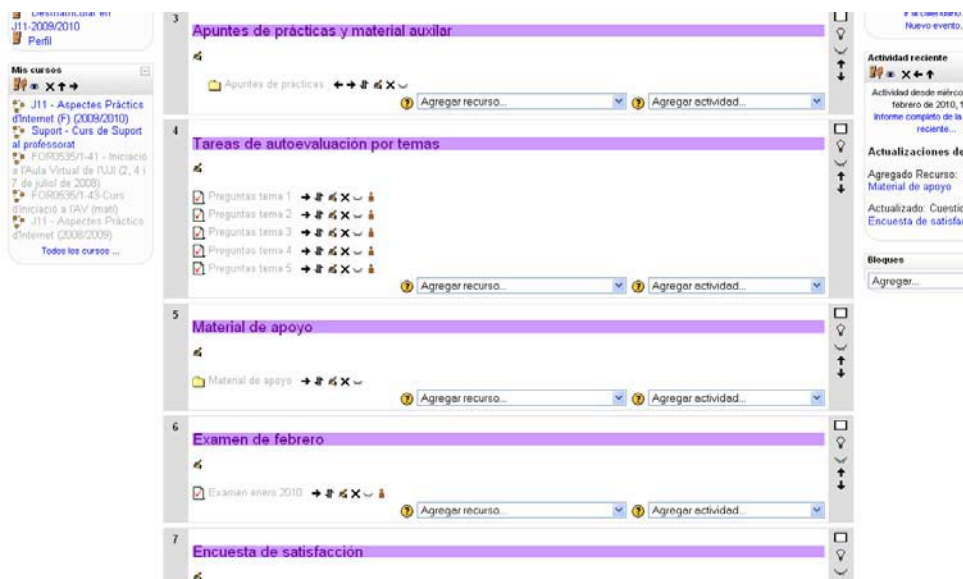 Desmatricular en
J11-2009/2010
Perfil
Mis cursos
J11 - Aspectes Pràctics
d'Internet (F) (2009/2010)
Suport - Curs de Suport
al professorat
FOR0535/1-41 - Iniciació
a l'Aula Virtual de l'UJI (2, 4 i
7 de juliol de 2008)
FOR0535/1-43-Curs
d'iniciació a l'AV (matí)
J11 - Aspectes Pràctics
d'Internet (2008/2009)
Todos los cursos ...
3
Apuntes de prácticas y material auxilar
Apuntes de prácticas
Agregar recurso...
Agregar actividad...
4
Tareas de autoevaluación por temas
Preguntas tema 1
Preguntas tema 2
Preguntas tema 3
Preguntas tema 4
Preguntas tema 5
Agregar recurso...
Agregar actividad...
5
Material de apoyo
Material de apoyo
Agregar recurso...
Agregar actividad...
6
Examen de febrero
Examen enero 2010
Agregar recurso...
Agregar actividad...
7
Encuesta de satisfacción
Ir al calendario
Nuevo evento.
Actividad reciente
Actividad desde
febrero de 2010, 1
Informe completo de la
reciente...
Actualizaciones de
Agregado Recurso:
Material de apoyo
Actualizado:
Encuesta de
Bloques
Agregar...